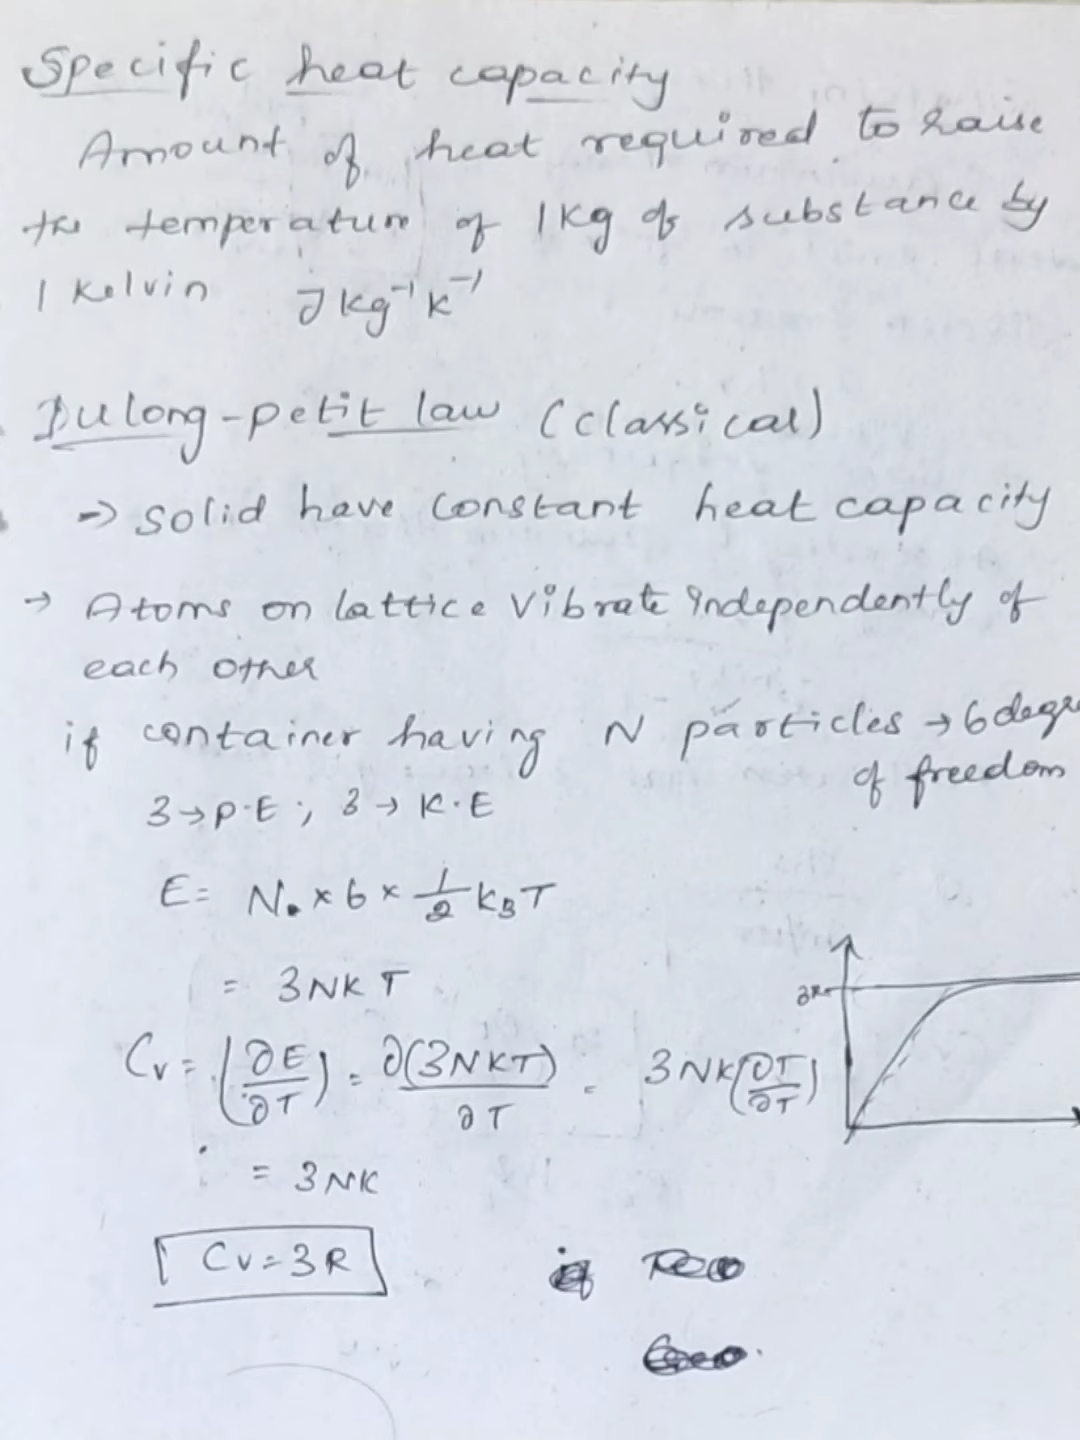 Specific heat capacity
Amount of heat required to raise
the temperature of 1kg of substance by
1 Kelvin J kg⁻¹ K⁻¹
Dulong-petit law (classical)
→ solid have constant heat capacity
→ Atoms on lattice vibrate independently of
each other
if container having N particles → 6 degre
of freedom
3→P.E ; 3→ K.E
E= N. × 6 × 1/2 K_B T
= 3NKT
3R
Cv = (∂E/∂T) = ∂(3NKT)/∂T = 3NK(∂T/∂T)
= 3NK
Cv=3R